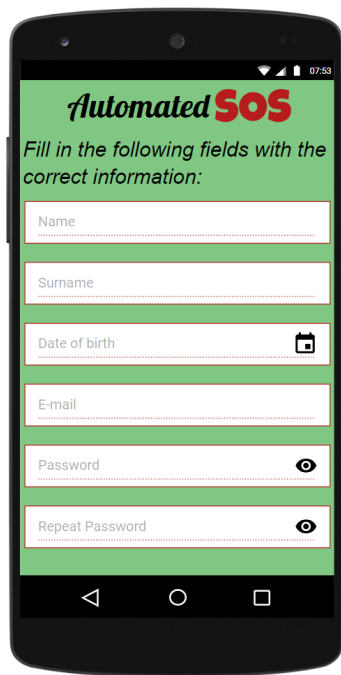 07:53
Automated SOS
Fill in the following fields with the
correct information:
Name
Surname
Date of birth
E-mail
Password
Repeat Password